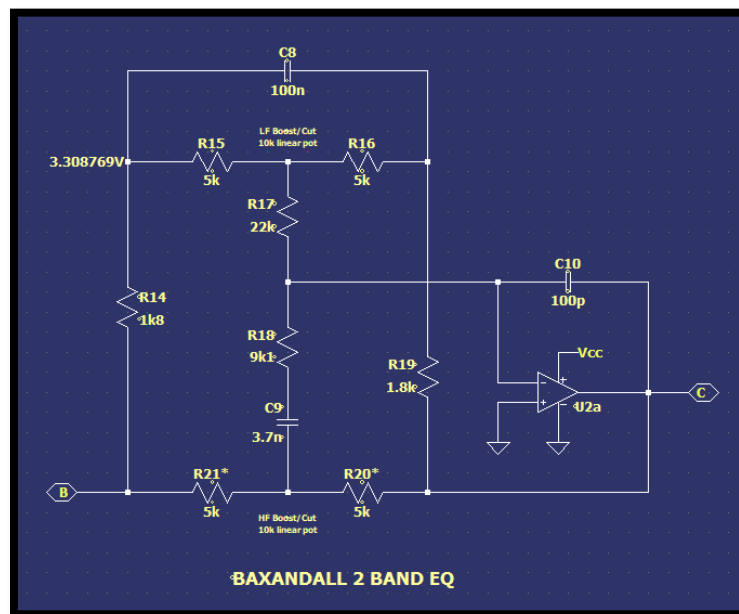 C8
100n
LF Boost/Cut
10k linear pot
R15
R16
3.308769V
5k
5k
R17
22k
C10
100p
R14
1k8
R18
9k1
R19
1.8k
Vcc
U2a
C
C9
3.7n
R21*
R20*
B
5k
5k
HF Boost/Cut
10k linear pot
BAXANDALL 2 BAND EQ